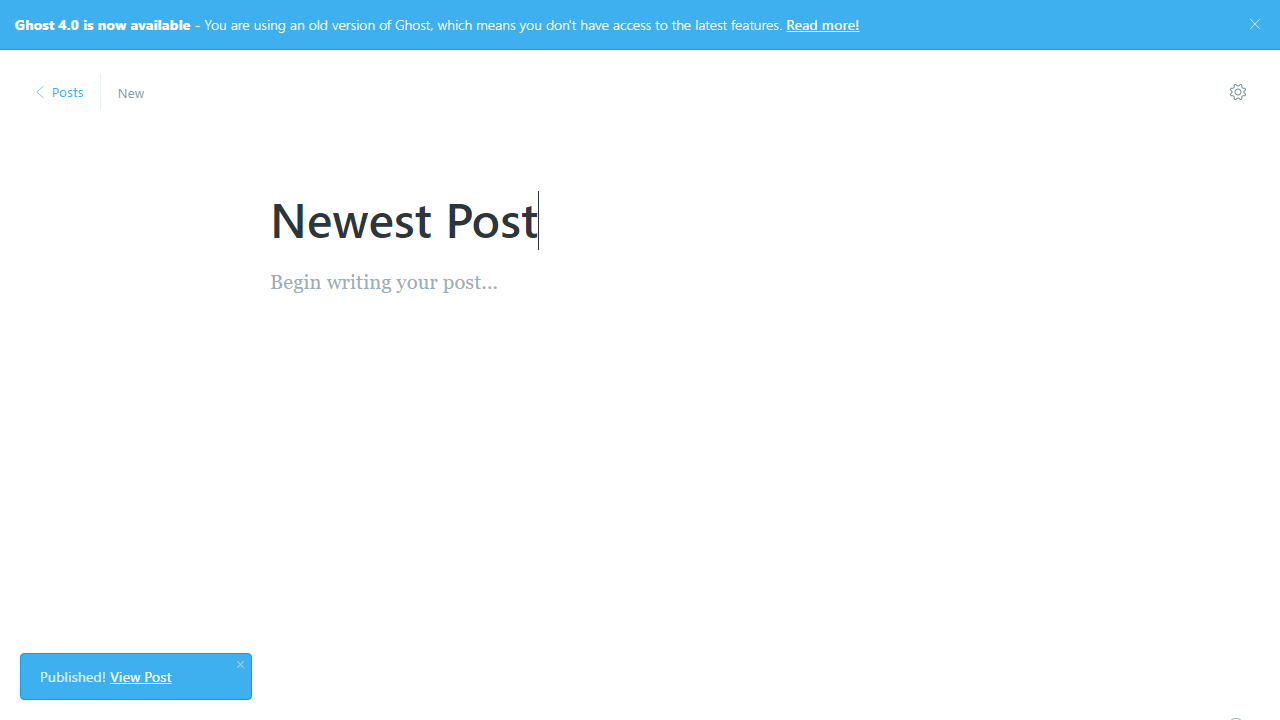 Ghost 4.0 is now available - You are using an old version of Ghost, which means you don't have access to the latest features. Read more!
Posts
New
Newest Post
Begin writing your post...
Published! View Post